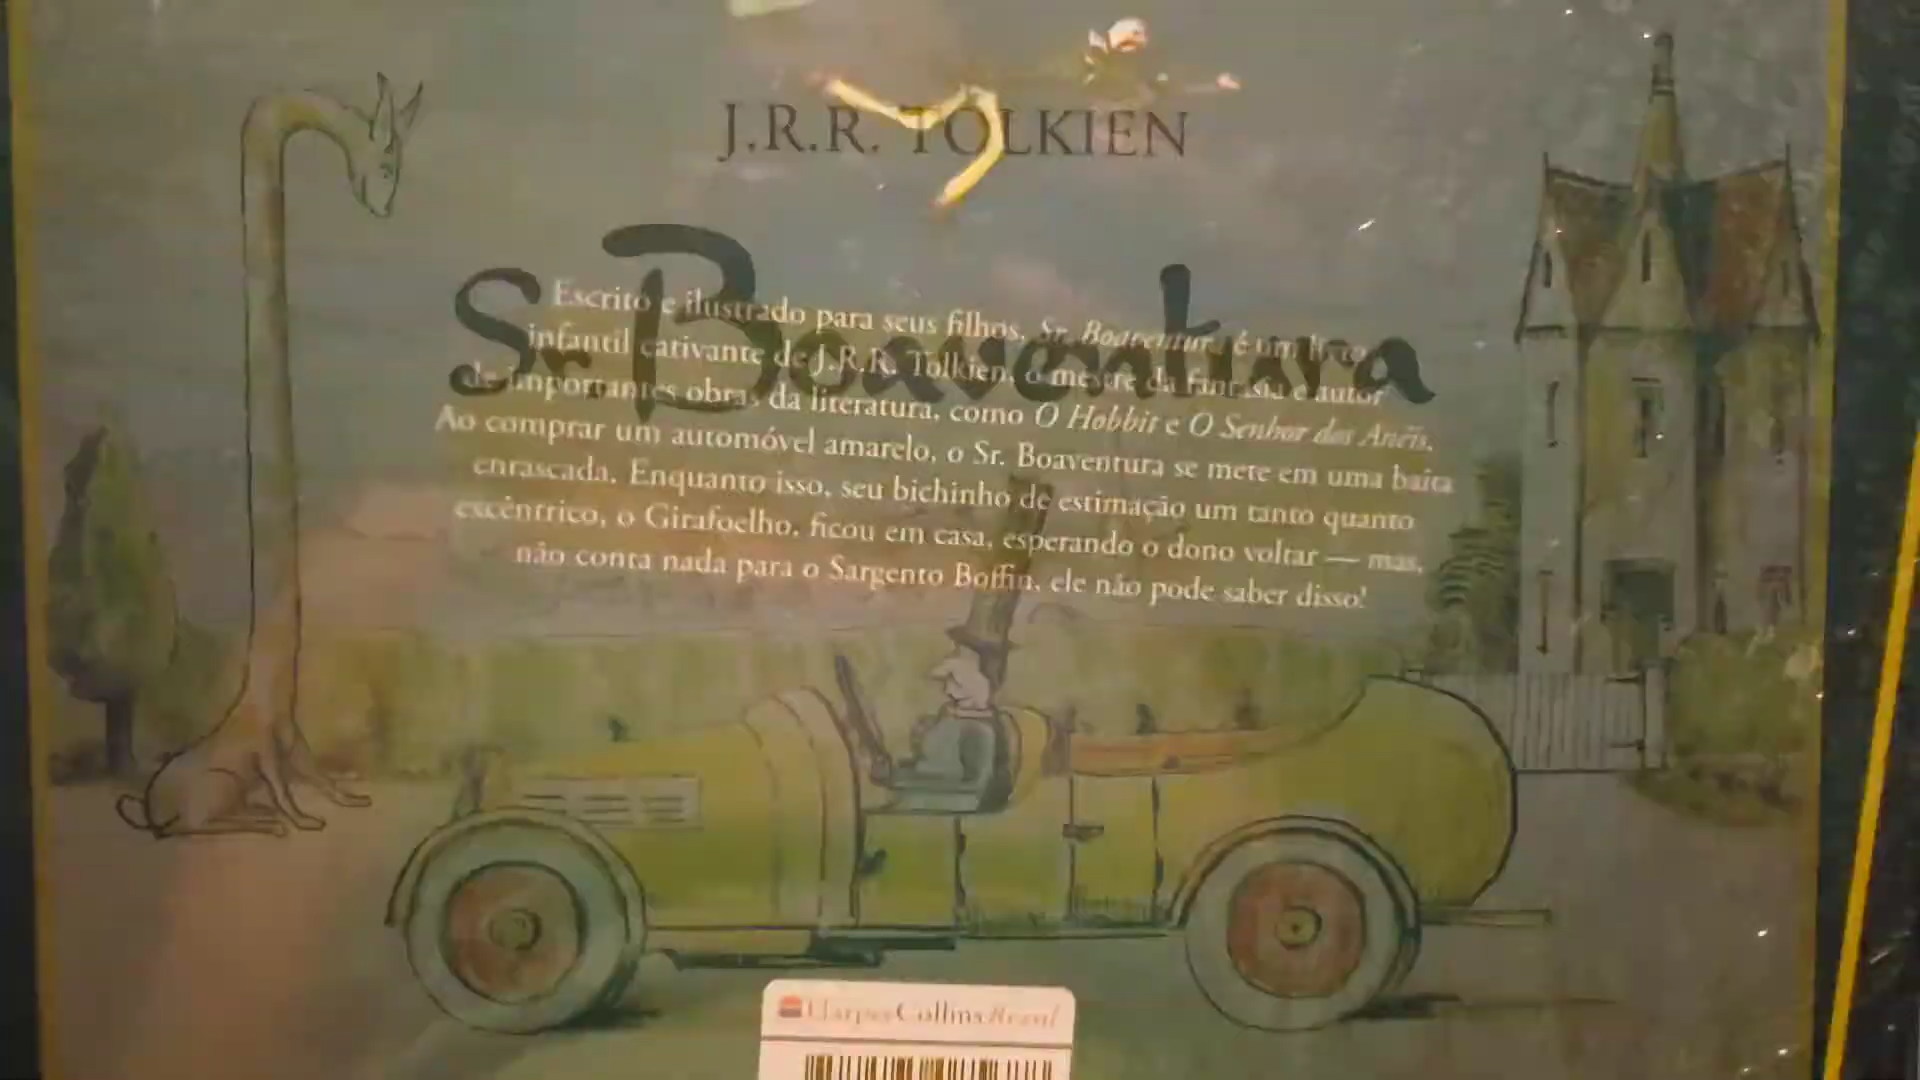 J.R.R. TOLKIEN
Sr. Boaventura
Escrito e ilustrado para seus filhos, Sr. Boaventura é um livro
infantil cativante de J.R.R. Tolkien, o mestre da fantasia e autor
de importantes obras da literatura, como O Hobbit e O Senhor dos Anéis.
Ao comprar um automóvel amarelo, o Sr. Boaventura se mete em uma baita
enrascada. Enquanto isso, seu bichinho de estimação um tanto quanto
excêntrico, o Girafoelho, ficou em casa, esperando o dono voltar — mas,
não conta nada para o Sargento Boffin, ele não pode saber disso!
HarperCollins Brasil